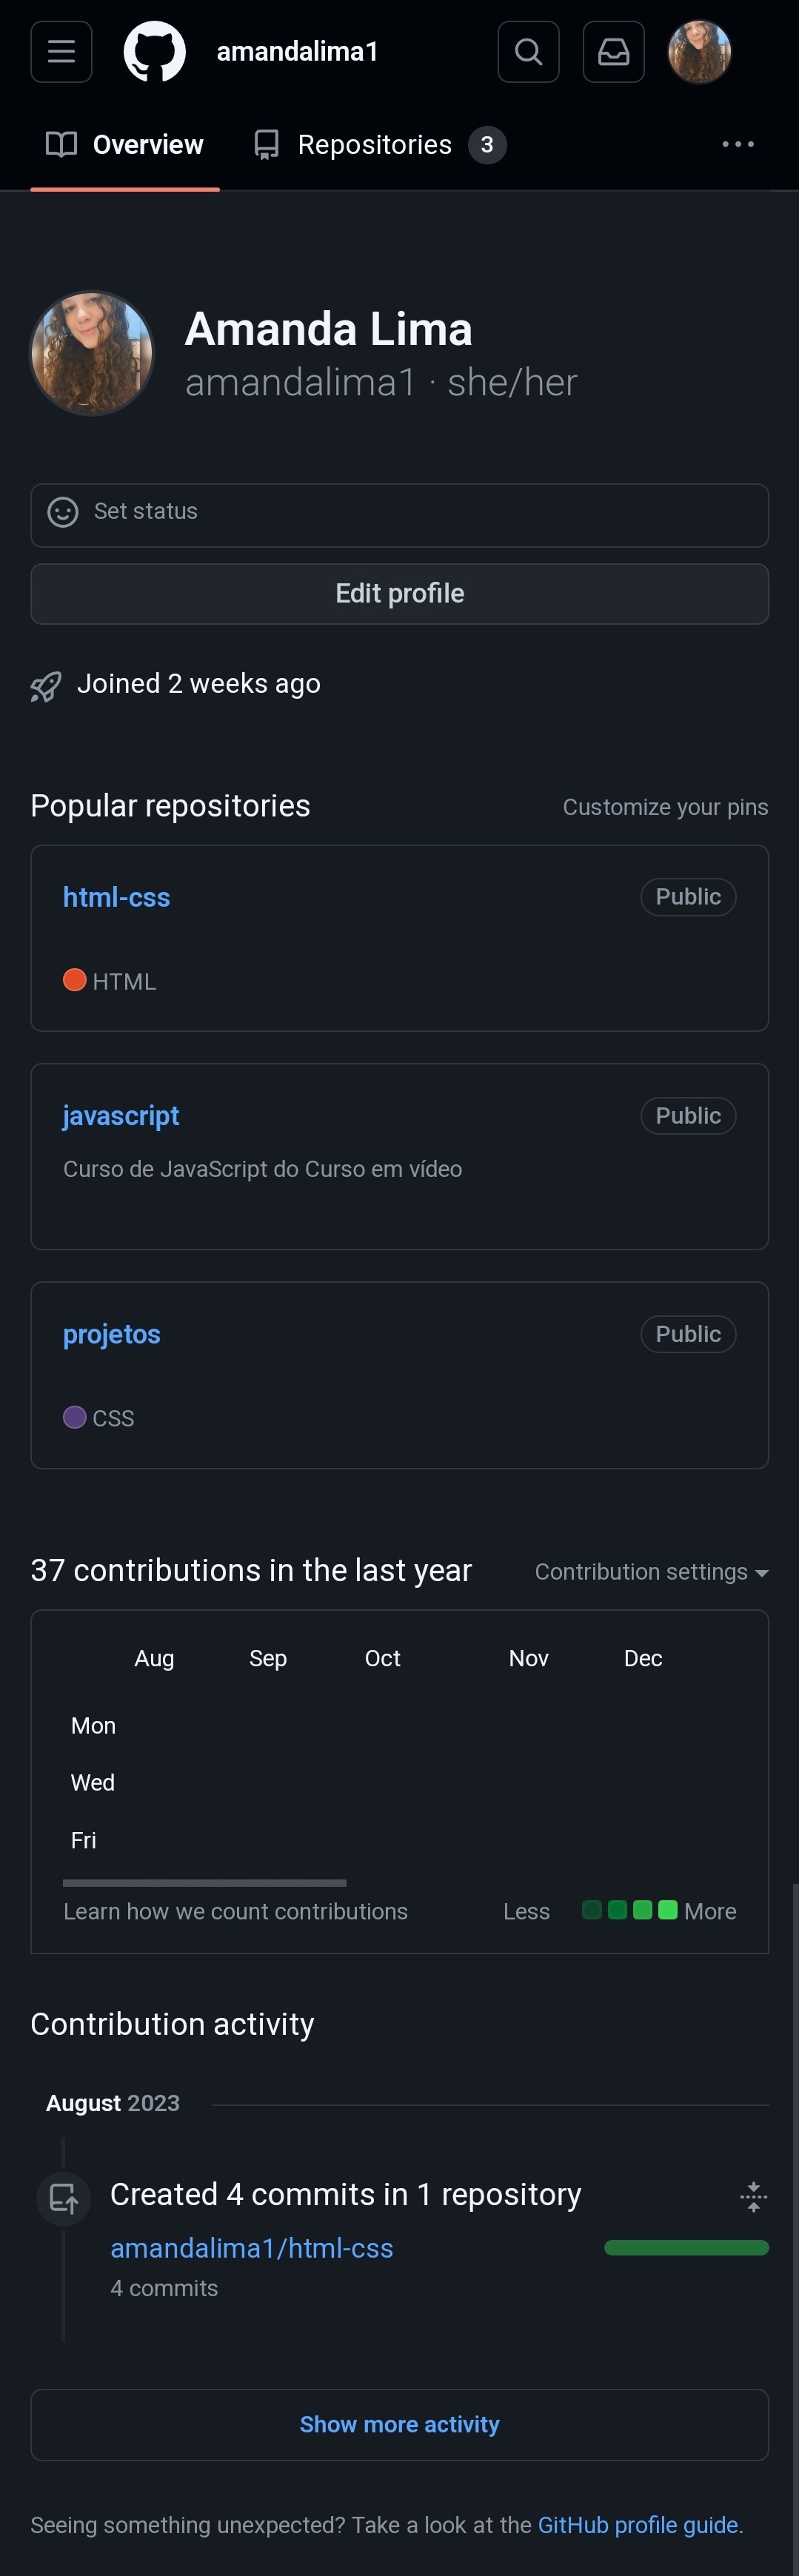 amandalima1
Overview
Repositories 3
Amanda Lima
amandalima1 · she/her
Set status
Edit profile
Joined 2 weeks ago
Popular repositories Customize your pins
html-css Public
HTML
javascript Public
Curso de JavaScript do Curso em vídeo
projetos Public
CSS
37 contributions in the last year Contribution settings
Aug Sep Oct Nov Dec
Mon
Wed
Fri
Learn how we count contributions Less More
Contribution activity
August 2023
Created 4 commits in 1 repository
amandalima1/html-css
4 commits
Show more activity
Seeing something unexpected? Take a look at the GitHub profile guide.